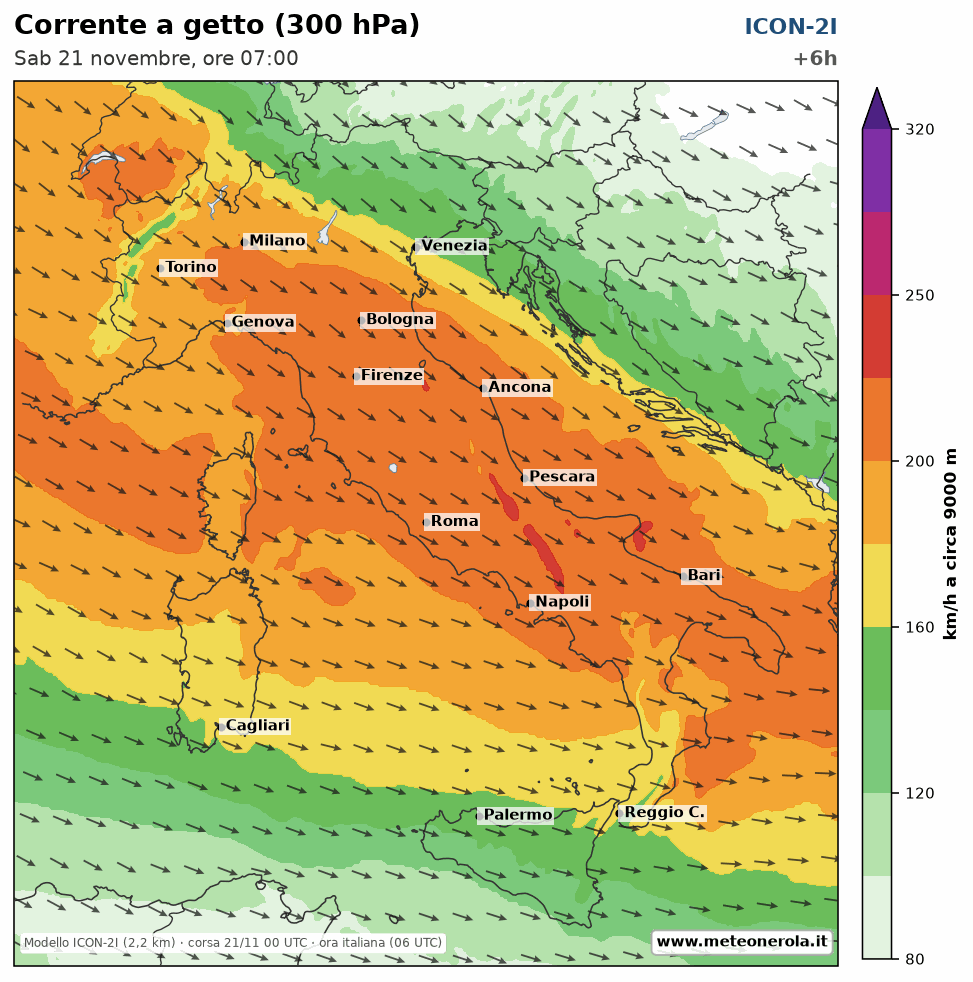 Corrente a getto (300 hPa)
ICON-2I
Sab 21 novembre, ore 07:00
+6h
320
250
200
160
120
80
km/h a circa 9000 m
Milano
Venezia
Torino
Genova
Bologna
Firenze
Ancona
Pescara
Roma
Bari
Napoli
Cagliari
Palermo
Reggio C.
Modello ICON-2I (2,2 km) · corsa 21/11 00 UTC · ora italiana (06 UTC)
www.meteonerola.it